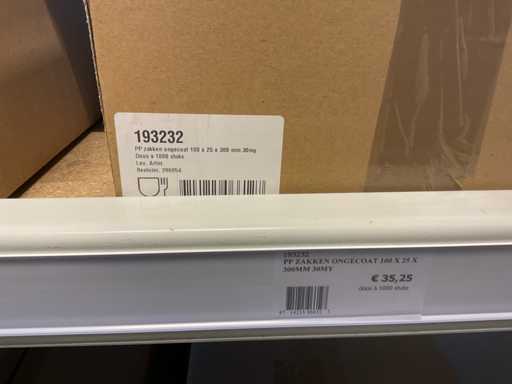 193232
PP zakken ongecoat 100 x 25 x 300 mm 30mg
Doos à 1000 stuks
Lev. Artnr.
193232
PP ZAKKEN ONGECOAT 100 X 25 X
300MM 30MY
€ 35,25
doos à 1000 stuks